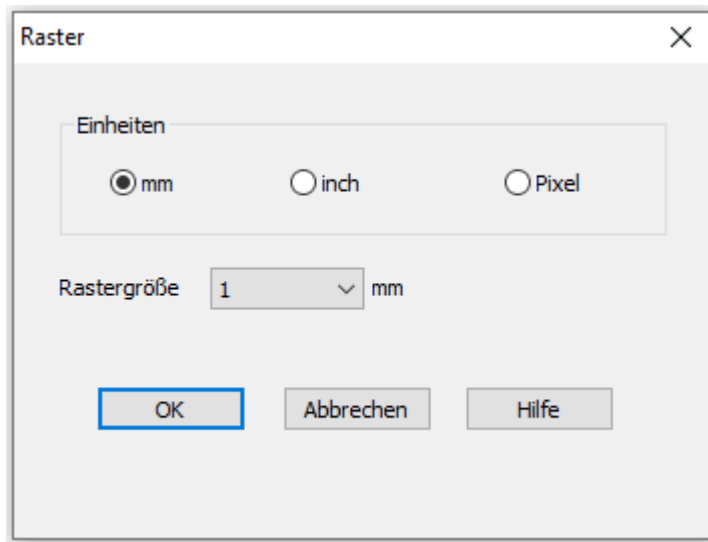 Raster
Einheiten
mm inch Pixel
Rastergröße 1 mm
OK Abbrechen Hilfe